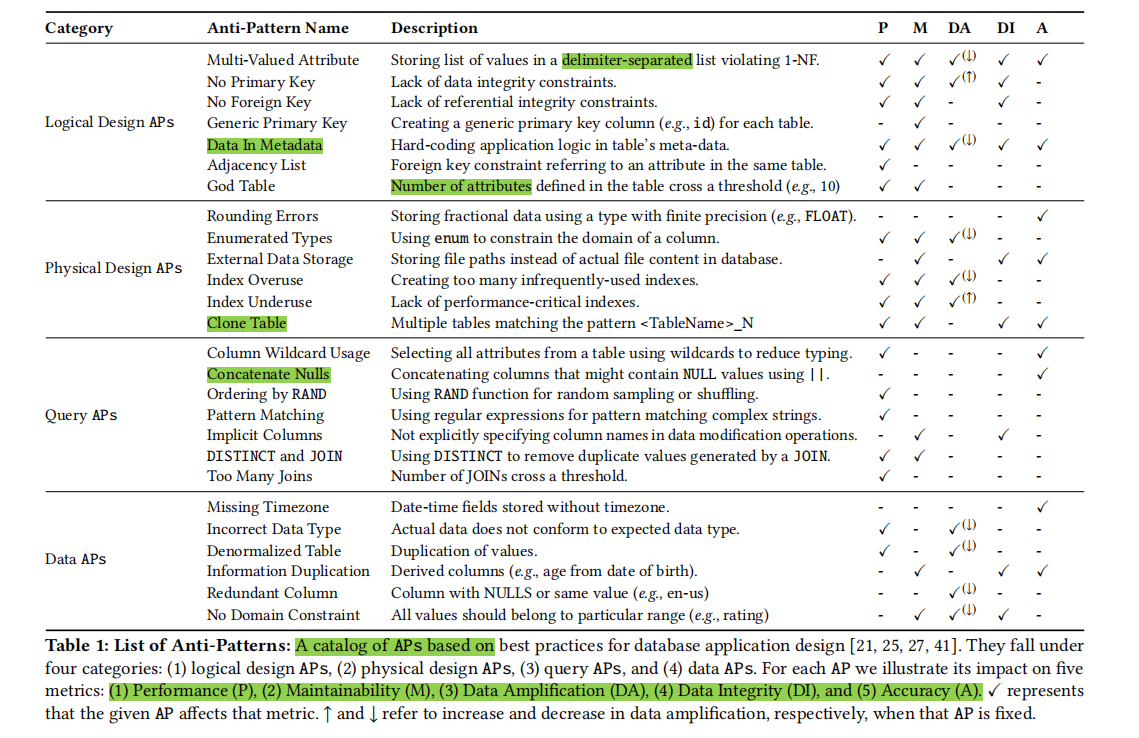 Category Anti-Pattern Name Description P M DA DI A
Multi-Valued Attribute Storing list of values in a delimiter-separated list violating 1-NF. ✓ ✓ ✓(↓) ✓ ✓
No Primary Key Lack of data integrity constraints. ✓ ✓ ✓(↑) ✓ -
No Foreign Key Lack of referential integrity constraints. ✓ ✓ - ✓ -
Logical Design APs Generic Primary Key Creating a generic primary key column (e.g., id) for each table. - ✓ - - -
Data In Metadata Hard-coding application logic in table's meta-data. ✓ ✓ ✓(↓) ✓ ✓
Adjacency List Foreign key constraint referring to an attribute in the same table. ✓ - - - -
God Table Number of attributes defined in the table cross a threshold (e.g., 10) ✓ ✓ - - -
Rounding Errors Storing fractional data using a type with finite precision (e.g., FLOAT). - - - - ✓
Enumerated Types Using enum to constrain the domain of a column. ✓ ✓ ✓(↓) - -
External Data Storage Storing file paths instead of actual file content in database. - ✓ - ✓ ✓
Physical Design APs
Index Overuse Creating too many infrequently-used indexes. ✓ ✓ ✓(↓) - -
Index Underuse Lack of performance-critical indexes. ✓ ✓ ✓(↑) - -
Clone Table Multiple tables matching the pattern <TableName>_N ✓ ✓ - ✓ ✓
Column Wildcard Usage Selecting all attributes from a table using wildcards to reduce typing. ✓ - - - ✓
Concatenate Nulls Concatenating columns that might contain NULL values using ||. - - - - ✓
Ordering by RAND Using RAND function for random sampling or shuffling. ✓ - - - -
Query APs Pattern Matching Using regular expressions for pattern matching complex strings. ✓ - - - -
Implicit Columns Not explicitly specifying column names in data modification operations. - ✓ - ✓ -
DISTINCT and JOIN Using DISTINCT to remove duplicate values generated by a JOIN. ✓ ✓ - - -
Too Many Joins Number of JOINs cross a threshold. ✓ - - - -
Missing Timezone Date-time fields stored without timezone. - - - - ✓
Incorrect Data Type Actual data does not conform to expected data type. ✓ - ✓(↓) - -
Denormalized Table Duplication of values. ✓ - ✓(↓) - -
Data APs
Information Duplication Derived columns (e.g., age from date of birth). - ✓ - ✓ ✓
Redundant Column Column with NULLS or same value (e.g., en-us) - - ✓(↓) - -
No Domain Constraint All values should belong to particular range (e.g., rating) - ✓ ✓(↓) ✓ -
Table 1: List of Anti-Patterns: A catalog of APs based on best practices for database application design [21, 25, 27, 41]. They fall under
four categories: (1) logical design APs, (2) physical design APs, (3) query APs, and (4) data APs. For each AP we illustrate its impact on five
metrics: (1) Performance (P), (2) Maintainability (M), (3) Data Amplification (DA), (4) Data Integrity (DI), and (5) Accuracy (A). ✓ represents
that the given AP affects that metric. ↑ and ↓ refer to increase and decrease in data amplification, respectively, when that AP is fixed.